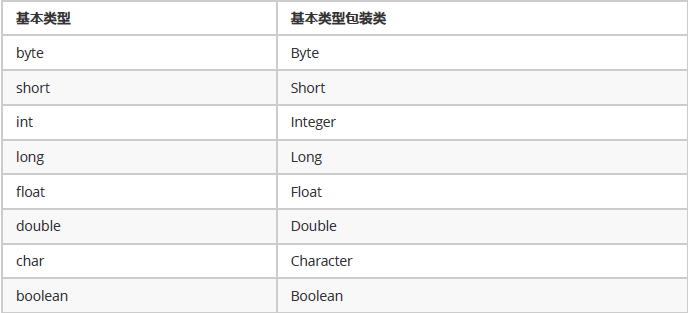 基本类型 基本类型包装类
byte Byte
short Short
int Integer
long Long
float Float
double Double
char Character
boolean Boolean